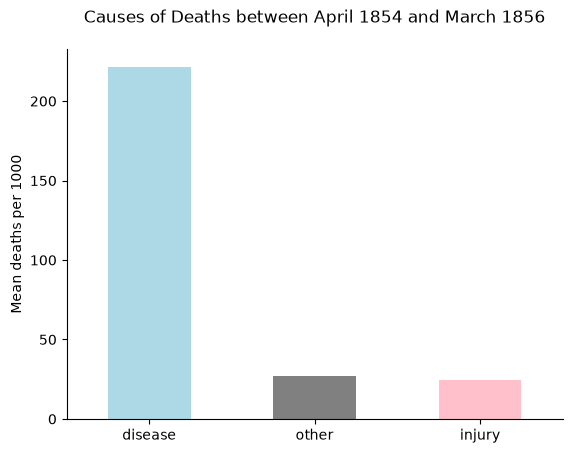 Causes of Deaths between April 1854 and March 1856
Mean deaths per 1000
200
150
100
50
0
disease other injury